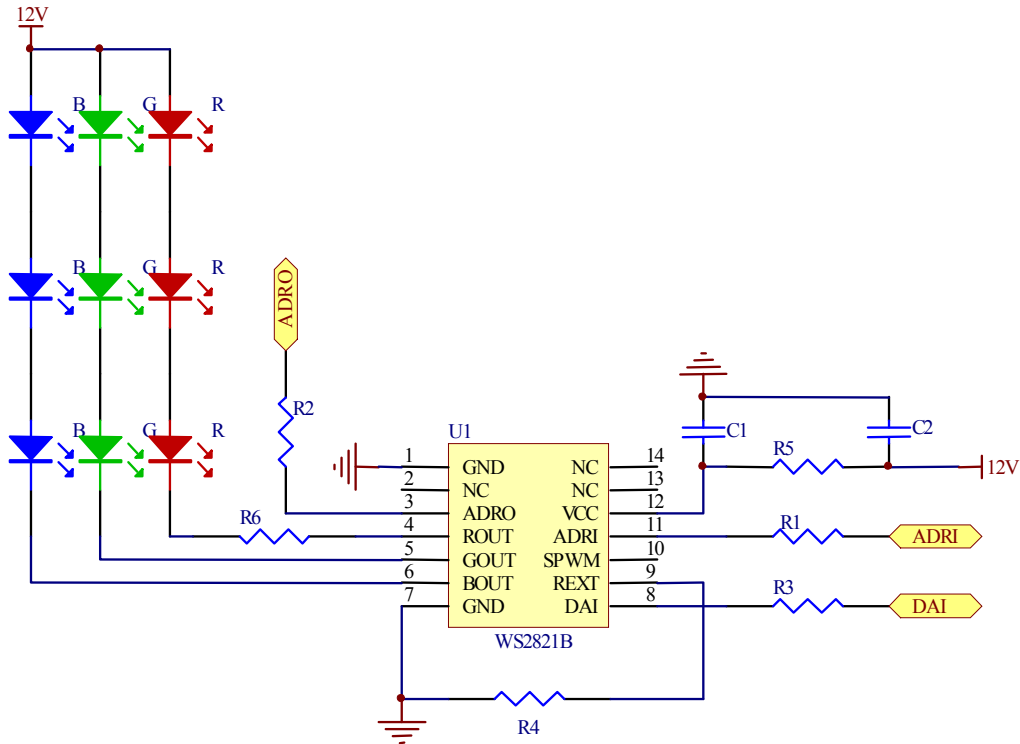 12V
B G R
B G R
ADRO
R2
B G R
U1
C1 C2
R5
12V
1 GND NC 14
2 NC NC 13
3 ADRO VCC 12
R6 4 ROUT ADRI 11 R1 ADRI
5 GOUT SPWM 10
6 BOUT REXT 9
7 GND DAI 8 R3 DAI
WS2821B
R4